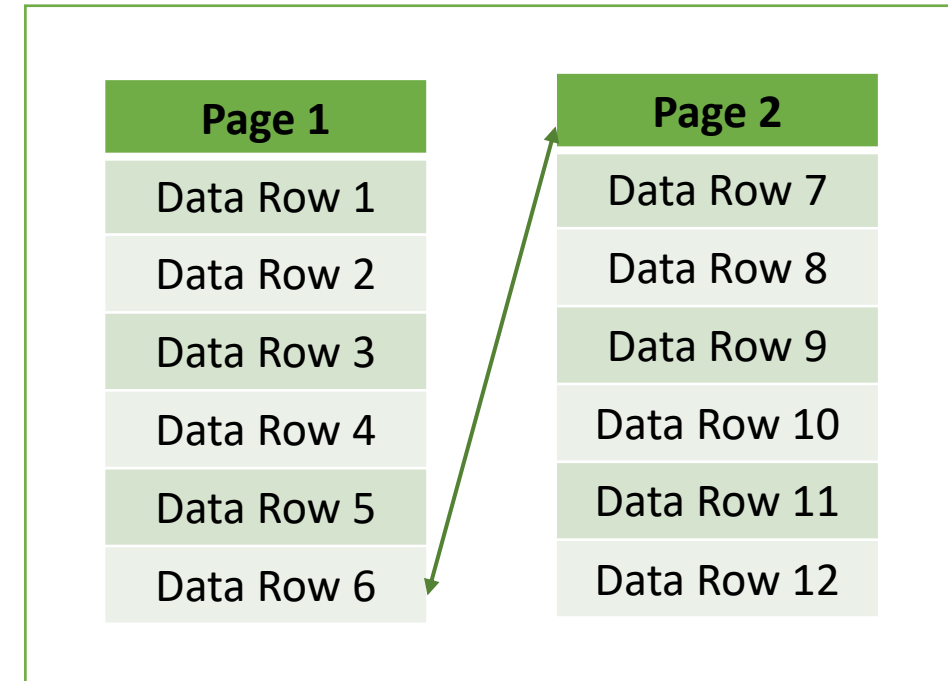 Page 1
Data Row 1
Data Row 2
Data Row 3
Data Row 4
Data Row 5
Data Row 6
Page 2
Data Row 7
Data Row 8
Data Row 9
Data Row 10
Data Row 11
Data Row 12